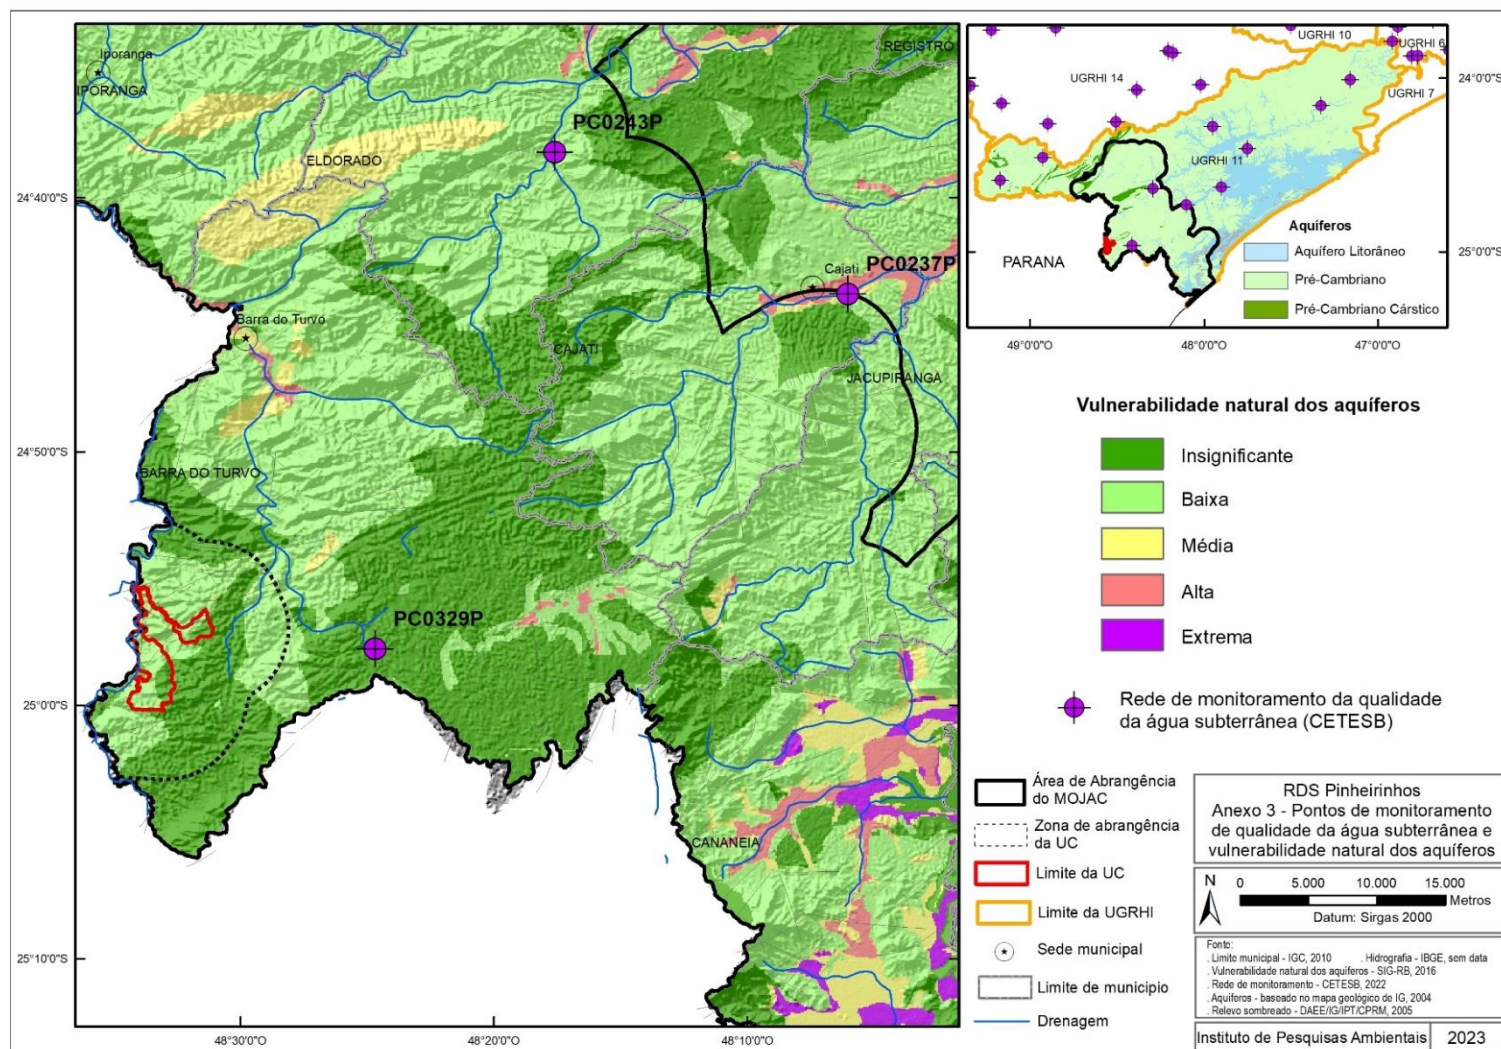 Iporanga
IPORANGA
REGISTRO
PC0243P
ELDORADO
24°40'0"S
PC0237P
Cajati
Barra do Turvo
CAJATI
JACUPIRANGA
24°50'0"S
BARRA DO TURVO
PC0329P
25°0'0"S
CANANEIA
25°10'0"S
48°30'0"O
48°20'0"O
48°10'0"O
UGRHI 10
UGRHI 6
UGRHI 14
24°0'0"S
UGRHI 7
UGRHI 11
PARANA
25°0'0"S
Aquíferos
Aquífero Litorâneo
Pré-Cambriano
Pré-Cambriano Cárstico
49°0'0"O
48°0'0"O
47°0'0"O
Vulnerabilidade natural dos aquíferos
Insignificante
Baixa
Média
Alta
Extrema
Rede de monitoramento da qualidade
da água subterrânea (CETESB)
Área de Abrangência
do MOJAC
Zona de abrangência
da UC
Limite da UC
Limite da UGRHI
Sede municipal
Limite de municipio
Drenagem
RDS Pinheirinhos
Anexo 3 - Pontos de monitoramento
de qualidade da água subterrânea e
vulnerabilidade natural dos aquíferos
N
0 5.000 10.000 15.000
Metros
Datum: Sirgas 2000
Fonto:
. Limito municipal - IGC, 2010 . Hidrografia - IBGE, sem data
. Vulnerabilidade natural dos aquíferos - SIG-RB, 2016
. Rede de monitoramento - CETESB, 2022
. Aquíferos - baseado no mapa geológico de IG, 2004
. Relevo sombreado - DAEE/IG/IPT/CPRM, 2005
Instituto de Pesquisas Ambientais 2023